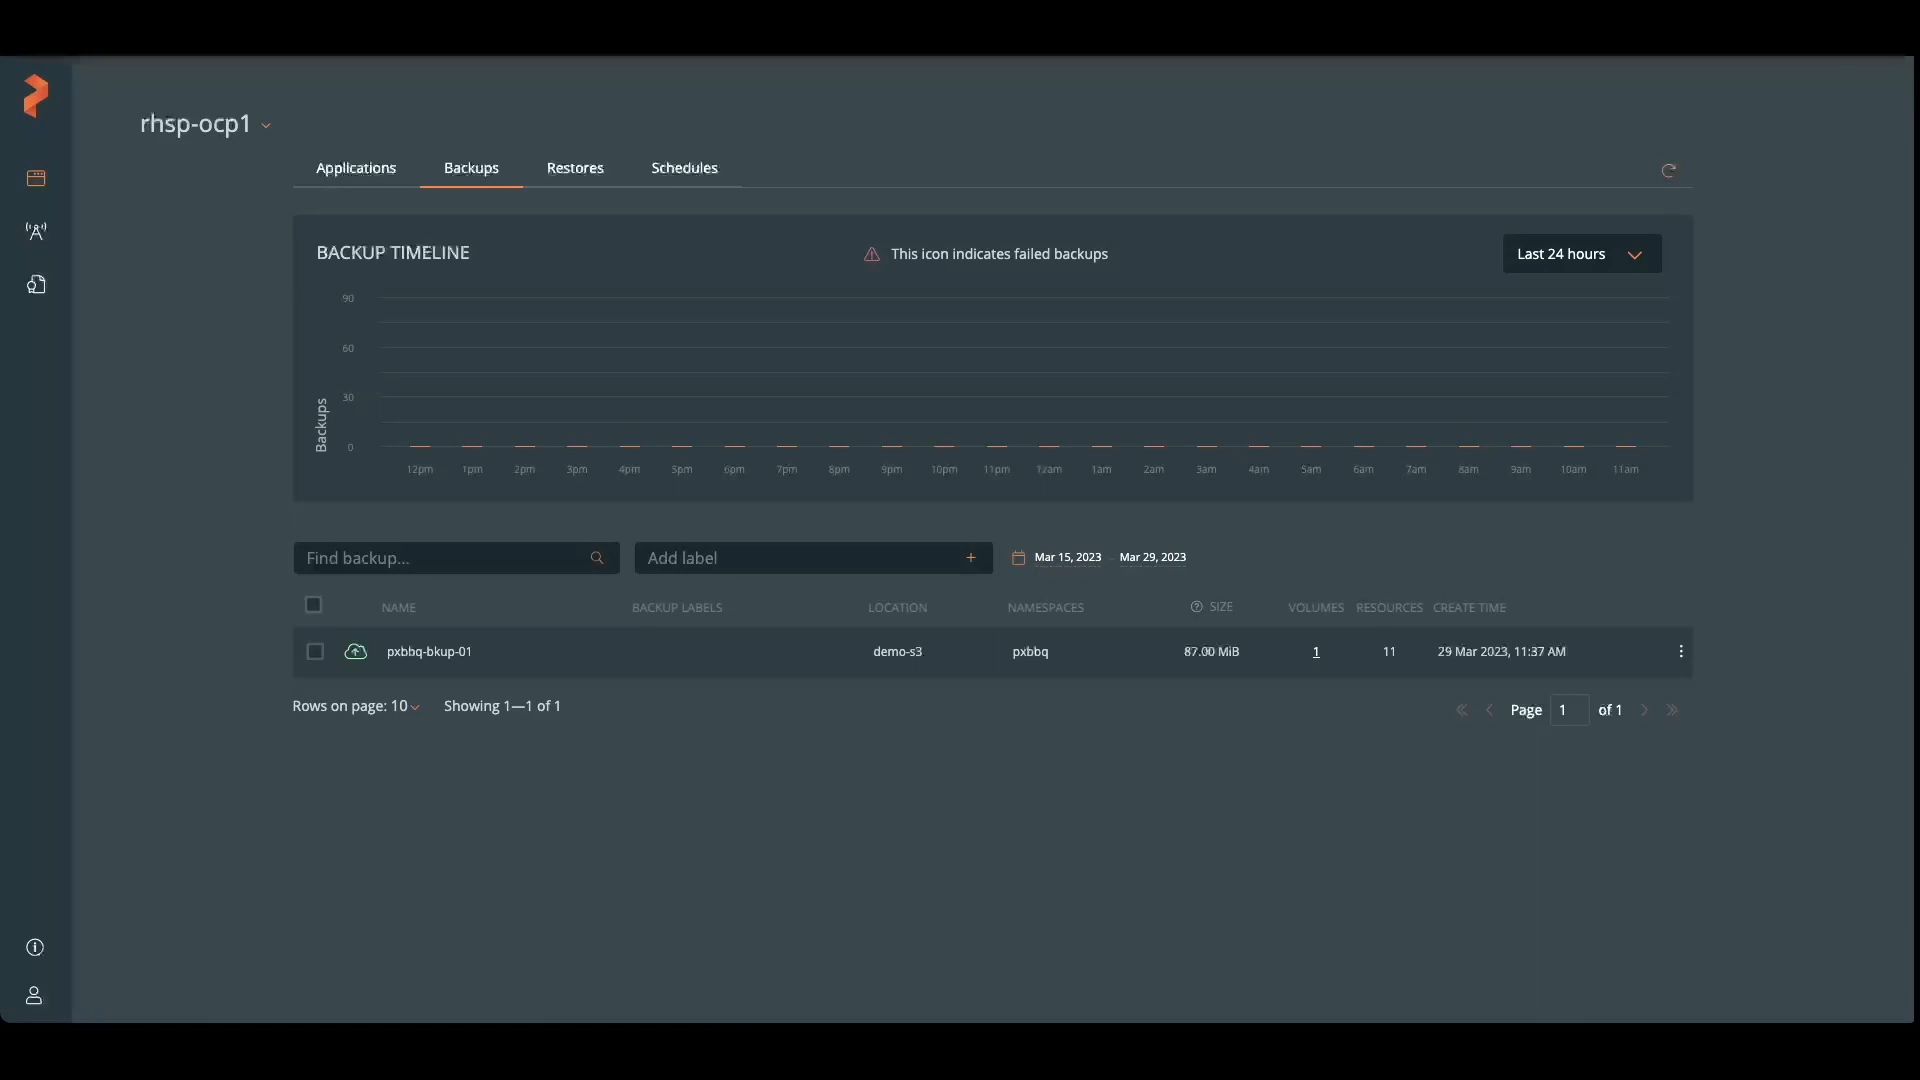 rhsp-ocp1
Applications Backups Restores Schedules
BACKUP TIMELINE
This icon indicates failed backups
Last 24 hours
90
60
30
0
Backups
12pm 1pm 2pm 3pm 4pm 5pm 6pm 7pm 8pm 9pm 10pm 11pm 12am 1am 2am 3am 4am 5am 6am 7am 8am 9am 10am 11am
Find backup...
Add label +
Mar 15, 2023 - Mar 29, 2023
NAME BACKUP LABELS LOCATION NAMESPACES SIZE VOLUMES RESOURCES CREATE TIME
pxbbq-bkup-01 demo-s3 pxbbq 87.00 MiB 1 11 29 Mar 2023, 11:37 AM
Rows on page: 10 Showing 1—1 of 1
Page 1 of 1